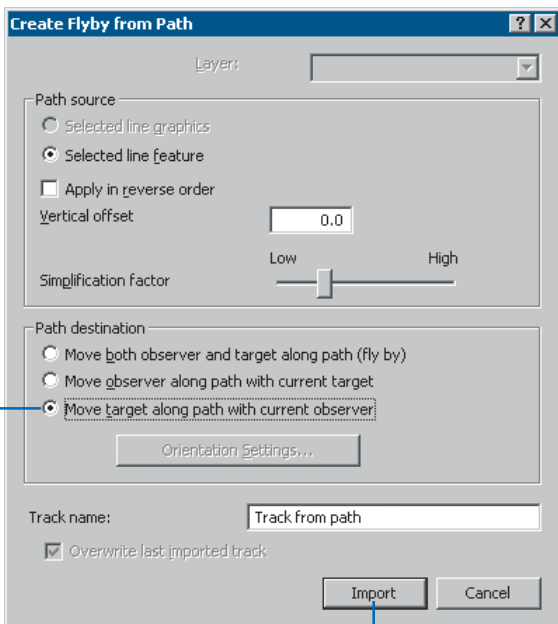 Create Flyby from Path
Layer:
Path source
Selected line graphics
Selected line feature
Apply in reverse order
Vertical offset 0.0
Low High
Simplification factor
Path destination
Move both observer and target along path (fly by)
Move observer along path with current target
Move target along path with current observer
Orientation Settings...
Track name: Track from path
Overwrite last imported track
Import Cancel